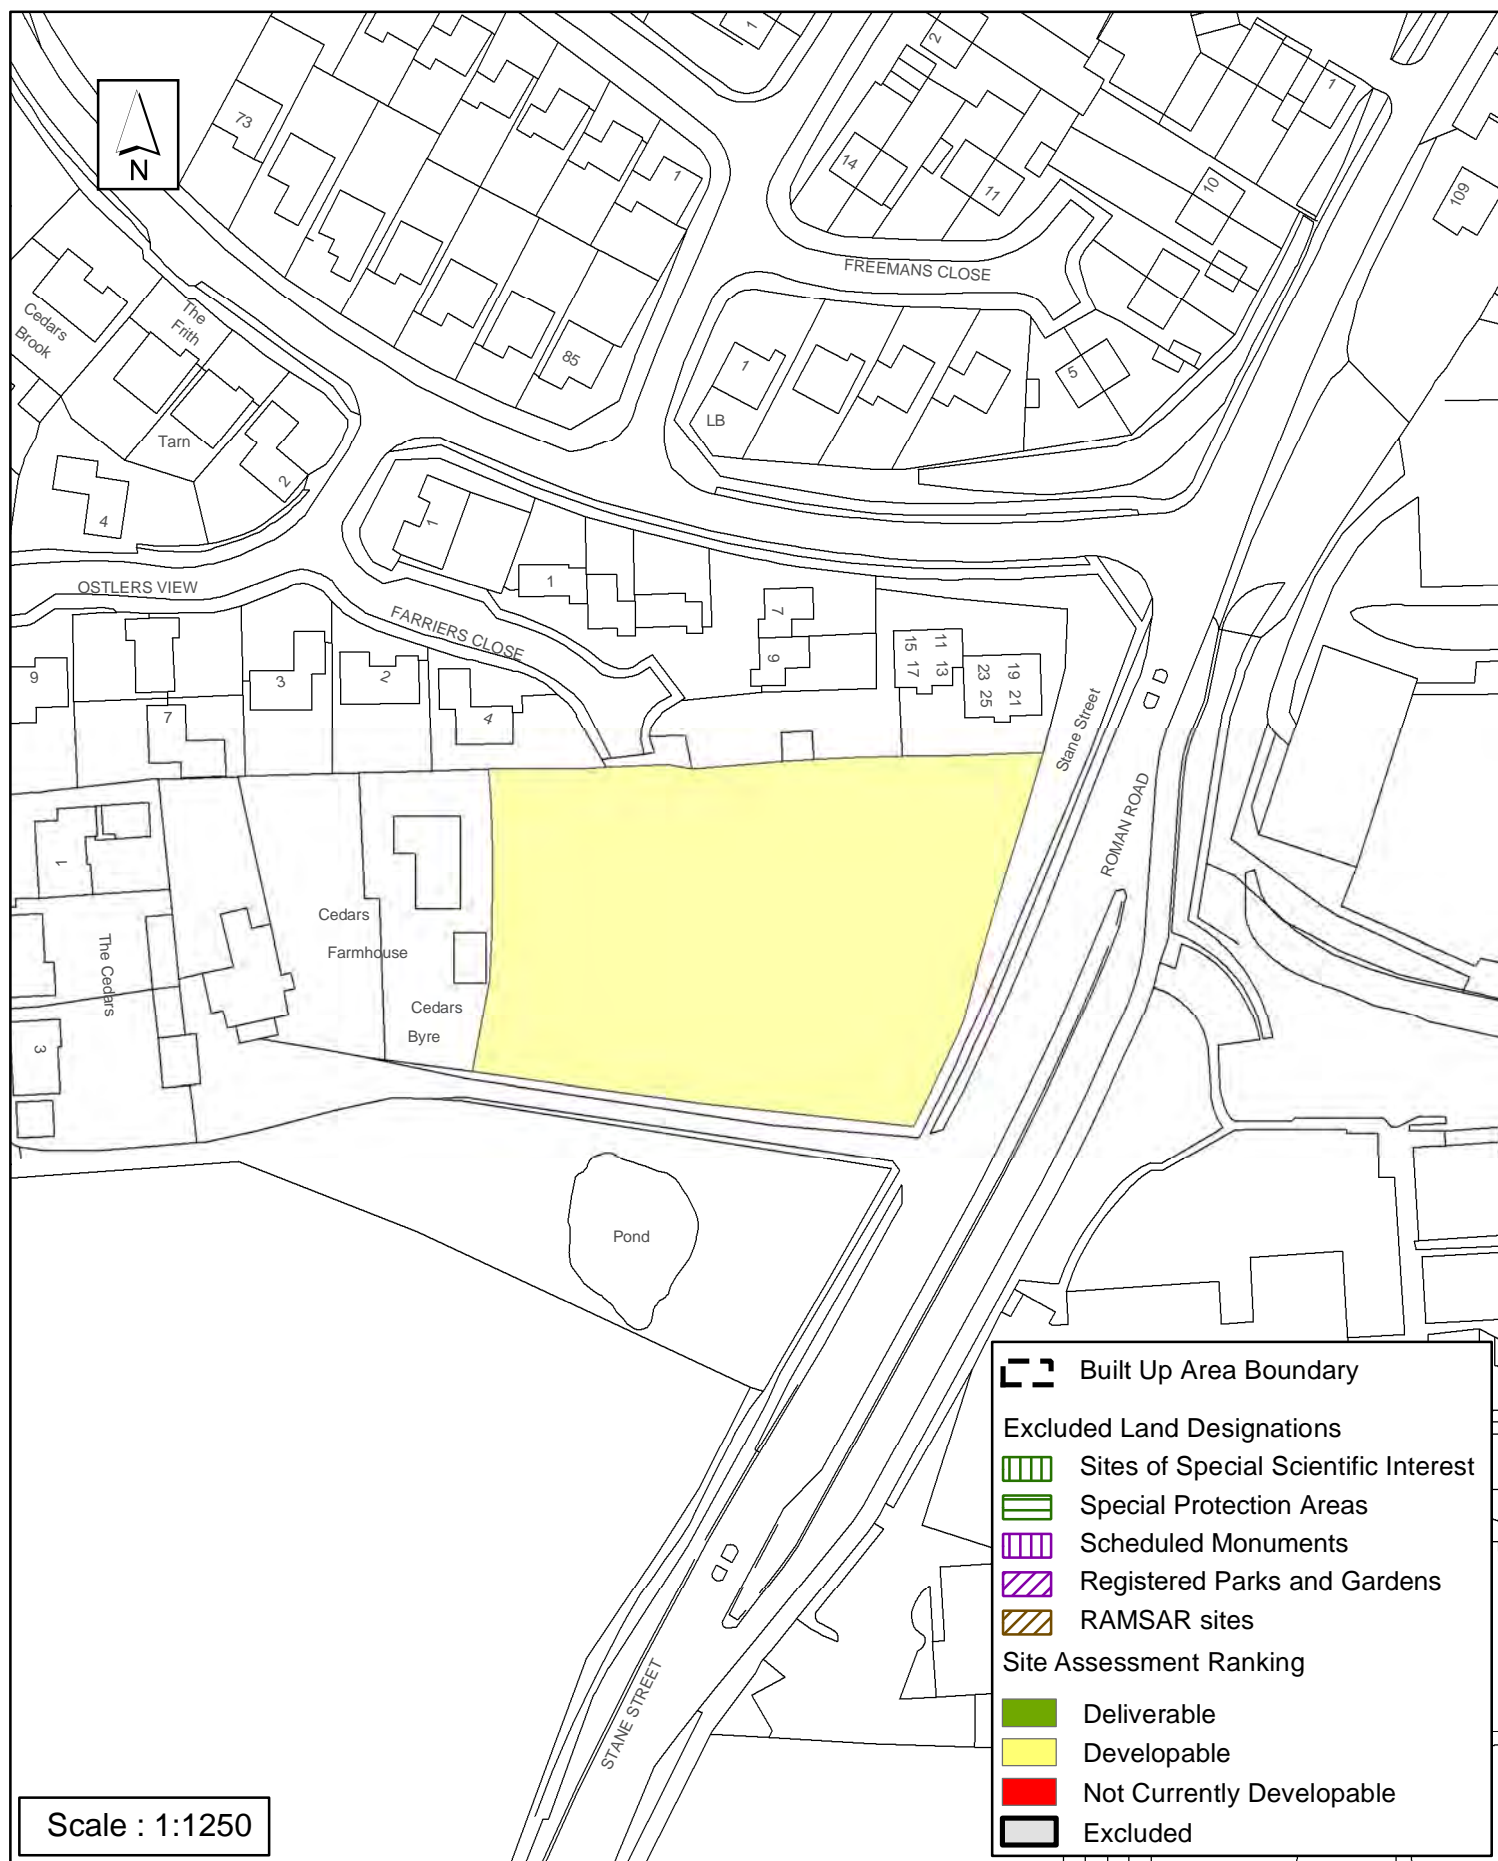 1
2
1
73
N
14
11
10
109
1
FREEMANS CLOSE
Cedars
Brook
The
Frith
85
1
5
LB
Tarn
2
4
1
1
OSTLERS VIEW
FARRIERS CLOSE
7
9
11
15
13
17
19
23
21
25
9
3
2
4
7
Stane Street
ROMAN ROAD
1
Cedars
Farmhouse
The Cedars
Cedars
Byre
3
Pond
STANE STREET
Built Up Area Boundary
Excluded Land Designations
Sites of Special Scientific Interest
Special Protection Areas
Scheduled Monuments
Registered Parks and Gardens
RAMSAR sites
Site Assessment Ranking
Deliverable
Developable
Not Currently Developable
Excluded
Scale : 1:1250